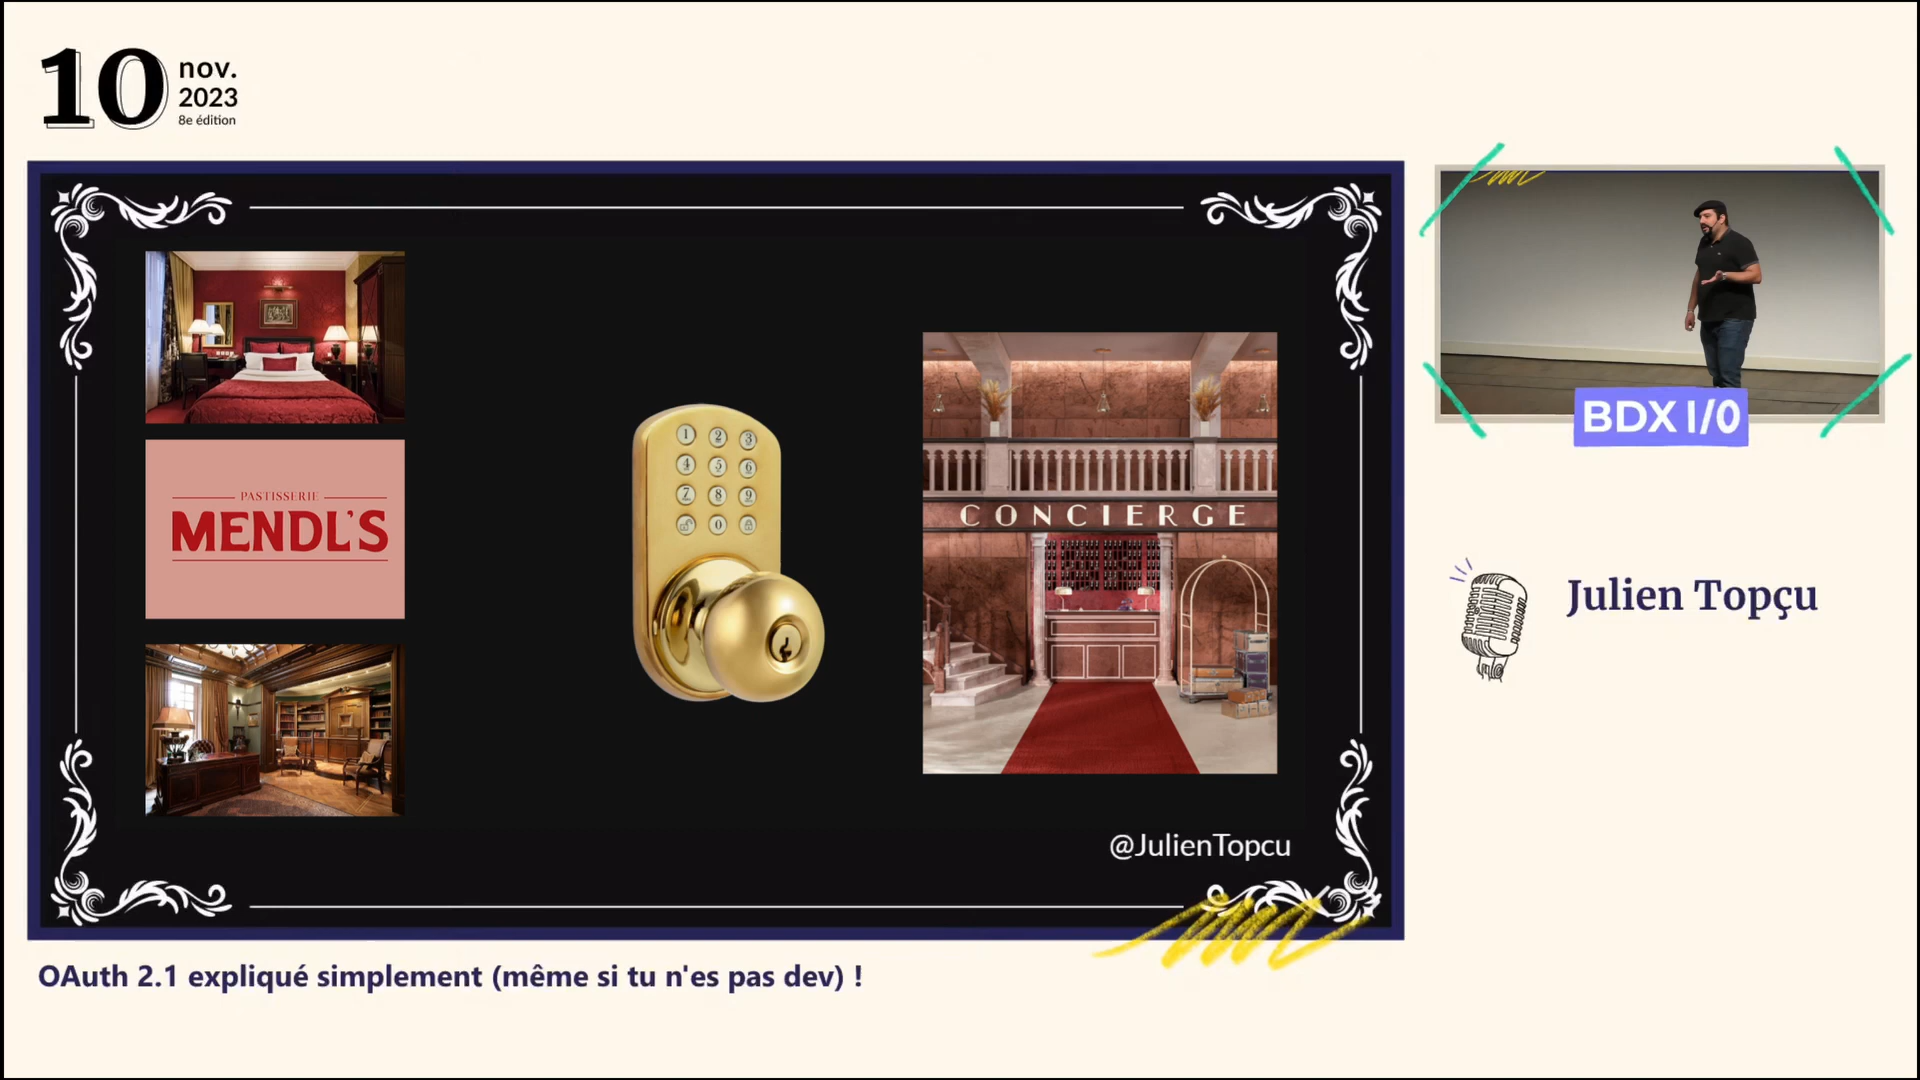 10
nov.
2023
8e édition
PASTISSERIE
MENDL'S
1 2 3
4 5 6
7 8 9
0
CONCIERGE
@JulienTopcu
BDX I/O
Julien Topçu
OAuth 2.1 expliqué simplement (même si tu n'es pas dev) !